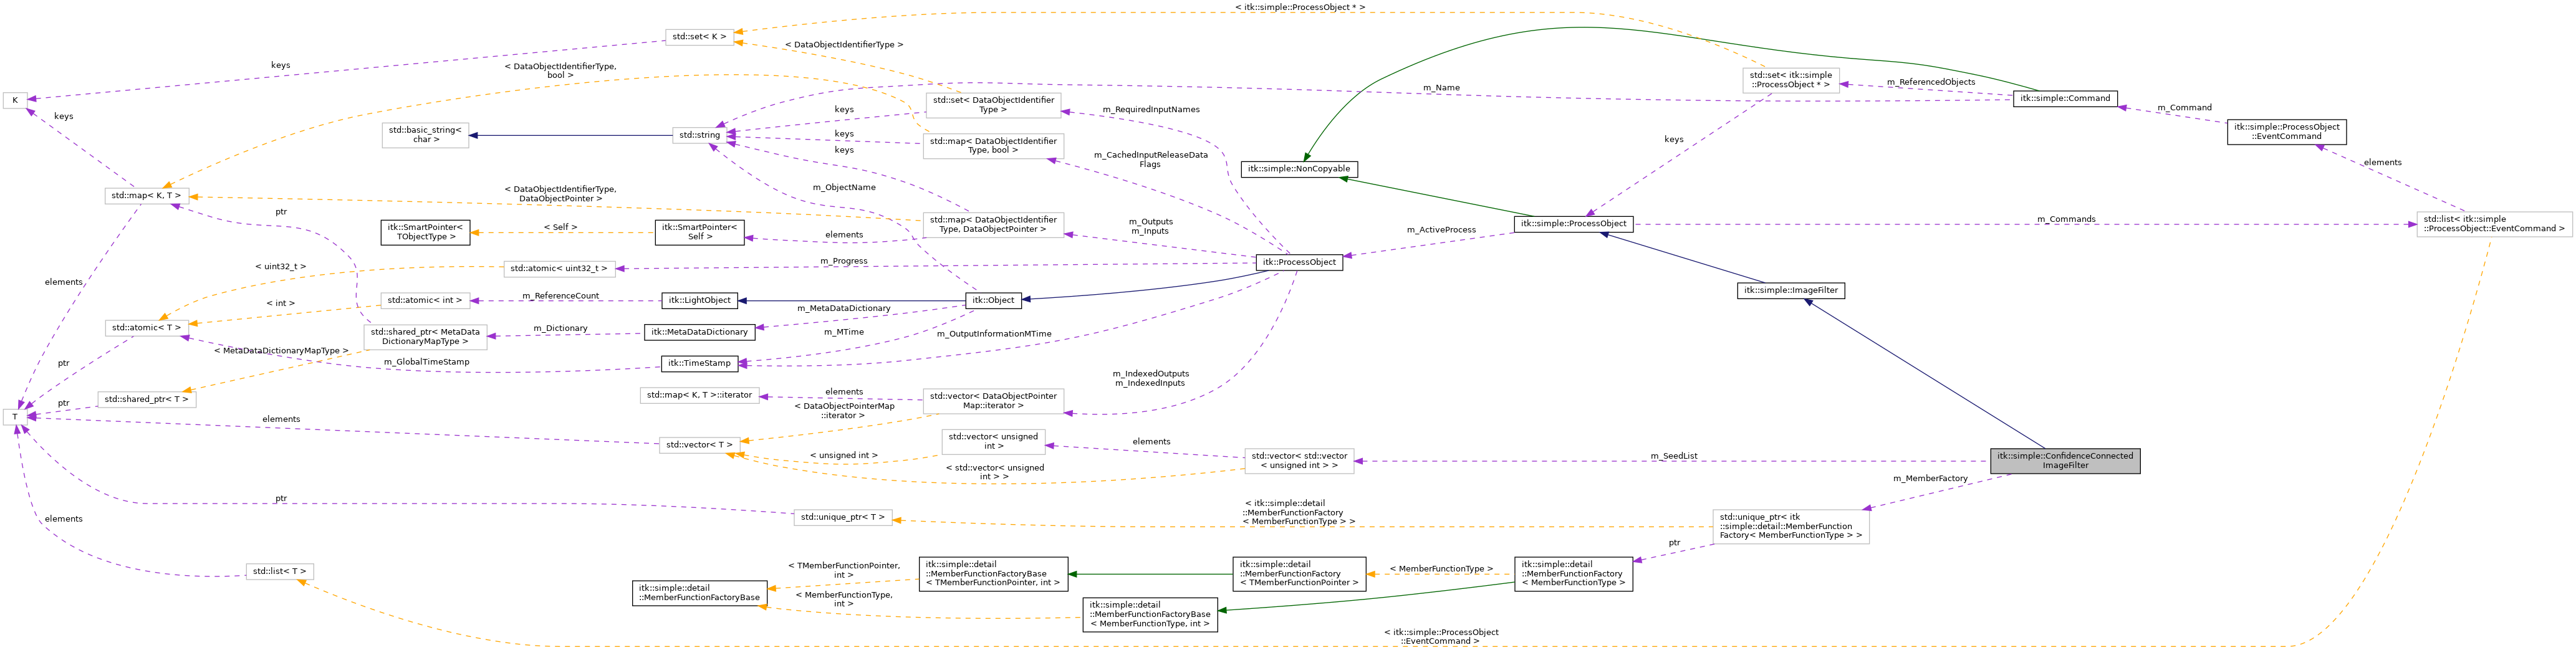 < itk::simple::ProcessObject * >
std::set< K >
< DataObjectIdentifierType >
keys
< DataObjectIdentifierType,
bool >
std::set< itk::simple
::ProcessObject * >
m_ReferencedObjects
m_Name
itk::simple::Command
K
std::set< DataObjectIdentifier
Type >
keys
m_RequiredInputNames
m_Command
keys
std::basic_string<
char >
std::string
keys
std::map< DataObjectIdentifier
Type, bool >
keys
itk::simple::ProcessObject
::EventCommand
keys
m_CachedInputReleaseData
Flags
itk::simple::NonCopyable
elements
std::map< K, T >
< DataObjectIdentifierType,
DataObjectPointer >
m_ObjectName
ptr
itk::SmartPointer<
TObjectType >
< Self >
itk::SmartPointer<
Self >
elements
std::map< DataObjectIdentifier
Type, DataObjectPointer >
m_Outputs
m_Inputs
m_ActiveProcess
itk::simple::ProcessObject
m_Commands
std::list< itk::simple
::ProcessObject::EventCommand >
< uint32_t >
std::atomic< uint32_t >
m_Progress
itk::ProcessObject
elements
< int >
std::atomic< int >
m_ReferenceCount
itk::LightObject
itk::Object
itk::simple::ImageFilter
m_MetaDataDictionary
std::atomic< T >
std::shared_ptr< MetaData
DictionaryMapType >
m_Dictionary
itk::MetaDataDictionary
m_MTime
m_OutputInformationMTime
< MetaDataDictionaryMapType >
m_GlobalTimeStamp
itk::TimeStamp
ptr
m_IndexedOutputs
m_IndexedInputs
std::shared_ptr< T >
ptr
std::map< K, T >::iterator
elements
std::vector< DataObjectPointer
Map::iterator >
< DataObjectPointerMap
::iterator >
T
elements
std::vector< T >
std::vector< unsigned
int >
elements
< unsigned int >
std::vector< std::vector
< unsigned int > >
m_SeedList
itk::simple::ConfidenceConnected
ImageFilter
< std::vector< unsigned
int > >
m_MemberFactory
ptr
std::unique_ptr< T >
< itk::simple::detail
::MemberFunctionFactory
< MemberFunctionType > >
std::unique_ptr< itk
::simple::detail::MemberFunction
Factory< MemberFunctionType > >
elements
ptr
std::list< T >
itk::simple::detail
::MemberFunctionFactoryBase
< TMemberFunctionPointer,
int >
itk::simple::detail
::MemberFunctionFactoryBase
< TMemberFunctionPointer, int >
itk::simple::detail
::MemberFunctionFactory
< TMemberFunctionPointer >
< MemberFunctionType >
itk::simple::detail
::MemberFunctionFactory
< MemberFunctionType >
< MemberFunctionType,
int >
itk::simple::detail
::MemberFunctionFactoryBase
< MemberFunctionType, int >
< itk::simple::ProcessObject
::EventCommand >